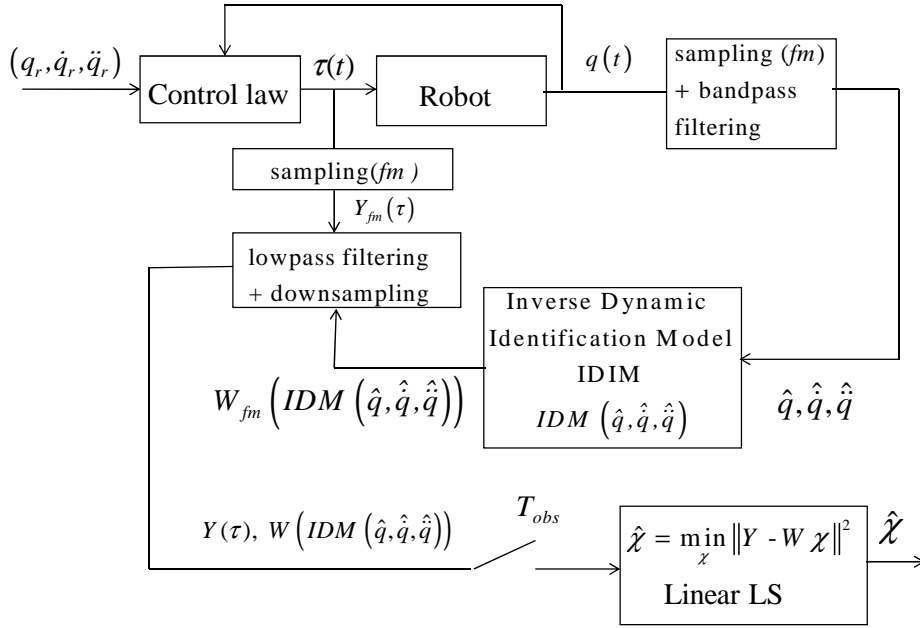 (q_r, q̇_r, q̈_r)
Control law
τ(t)
Robot
q(t)
sampling (fm)
+ bandpass
filtering
sampling(fm)
Y_fm(τ)
lowpass filtering
+ downsampling
Inverse Dynamic
Identification Model
IDIM
IDM (q̂, q̇̂, q̈̂)
W_fm (IDM (q̂, q̇̂, q̈̂))
q̂, q̇̂, q̈̂
Y(τ), W (IDM (q̂, q̇̂, q̈̂))
T_obs
χ̂ = min_χ ‖Y - W χ‖²
Linear LS
χ̂